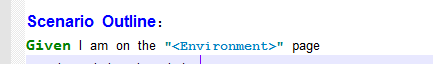 Scenario Outline:
Given I am on the "<Environment>" page